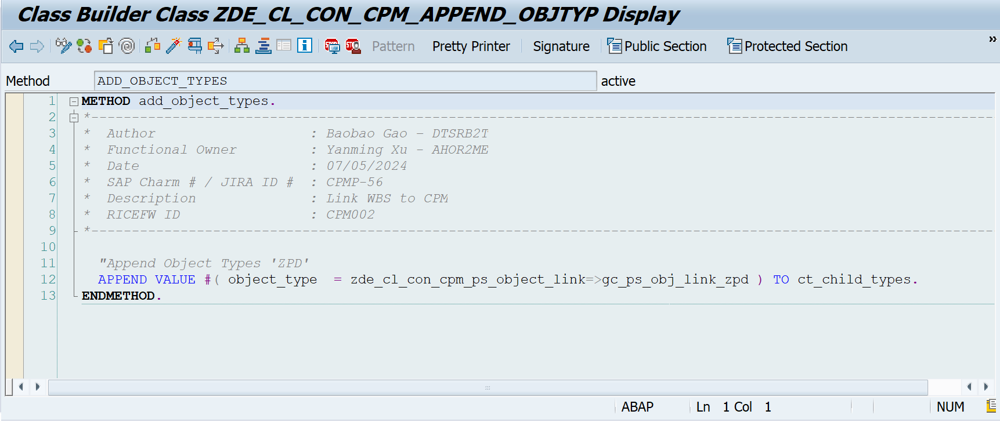 Class Builder Class ZDE_CL_CON_CPM_APPEND_OBJTYP Display
Pattern Pretty Printer Signature Public Section Protected Section »
Method ADD_OBJECT_TYPES active
1 METHOD add_object_types.
2 *---------------------------------------------------------------------------------------------------------------
3 * Author : Baobao Gao - DTSRB2T
4 * Functional Owner : Yanming Xu - AHOR2ME
5 * Date : 07/05/2024
6 * SAP Charm # / JIRA ID # : CPMP-56
7 * Description : Link WBS to CPM
8 * RICEFW ID : CPM002
9 *---------------------------------------------------------------------------------------------------------------
10
11 "Append Object Types 'ZPD'
12 APPEND VALUE #( object_type = zde_cl_con_cpm_ps_object_link=>gc_ps_obj_link_zpd ) TO ct_child_types.
13 ENDMETHOD.
ABAP Ln 1 Col 1 NUM